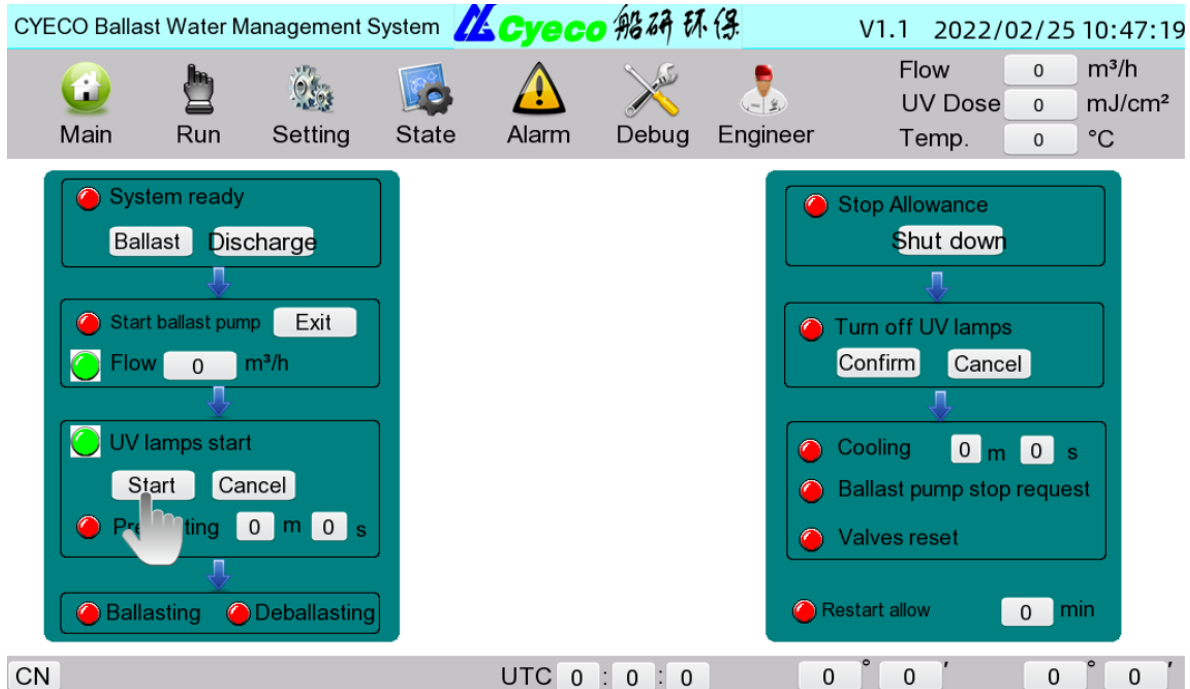 CYECO Ballast Water Management System Cyeco 船研环保 V1.1 2022/02/25 10:47:19
Flow 0 m³/h
UV Dose 0 mJ/cm²
Temp. 0 °C
Main Run Setting State Alarm Debug Engineer
System ready
Ballast Discharge
Start ballast pump Exit
Flow 0 m³/h
UV lamps start
Start Cancel
0 m 0 s
Ballasting Deballasting
Stop Allowance
Shut down
Turn off UV lamps
Confirm Cancel
Cooling 0 m 0 s
Ballast pump stop request
Valves reset
Restart allow 0 min
CN UTC 0 : 0 : 0 0 ° 0 ′ 0 ° 0 ′